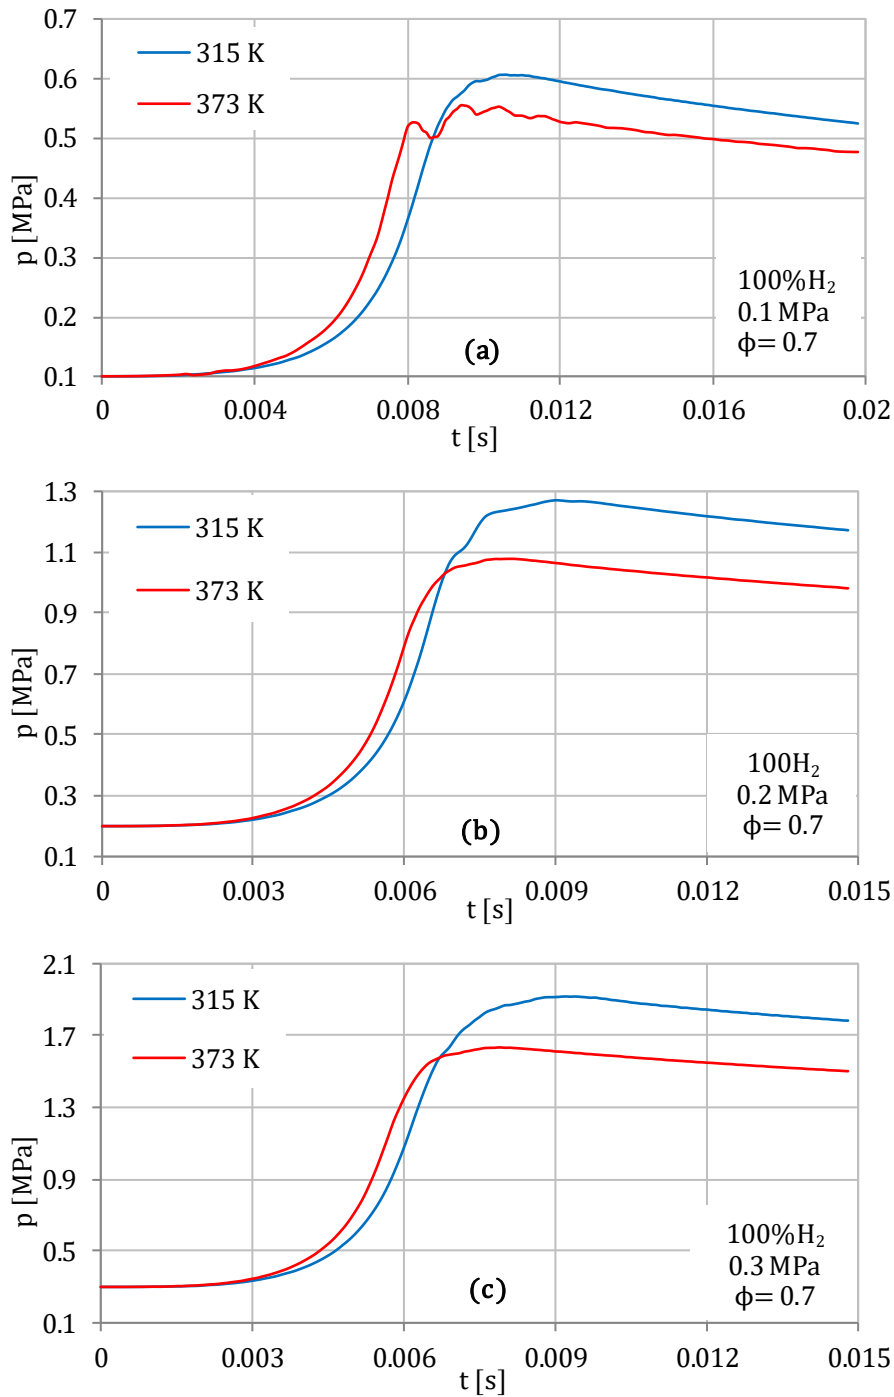 0.7
315 K
0.6
373 K
0.5
0.4
p [MPa]
0.3
100%H₂
0.1 MPa
ϕ= 0.7
0.2
(a)
0.1
0 0.004 0.008 0.012 0.016 0.02
t [s]
1.3
315 K
1.1
373 K
0.9
p [MPa]
0.7
0.5
100H₂
0.2 MPa
ϕ= 0.7
0.3
(b)
0.1
0 0.003 0.006 0.009 0.012 0.015
t [s]
2.1
315 K
1.7
373 K
1.3
p [MPa]
0.9
100%H₂
0.3 MPa
ϕ= 0.7
0.5
(c)
0.1
0 0.003 0.006 0.009 0.012 0.015
t [s]